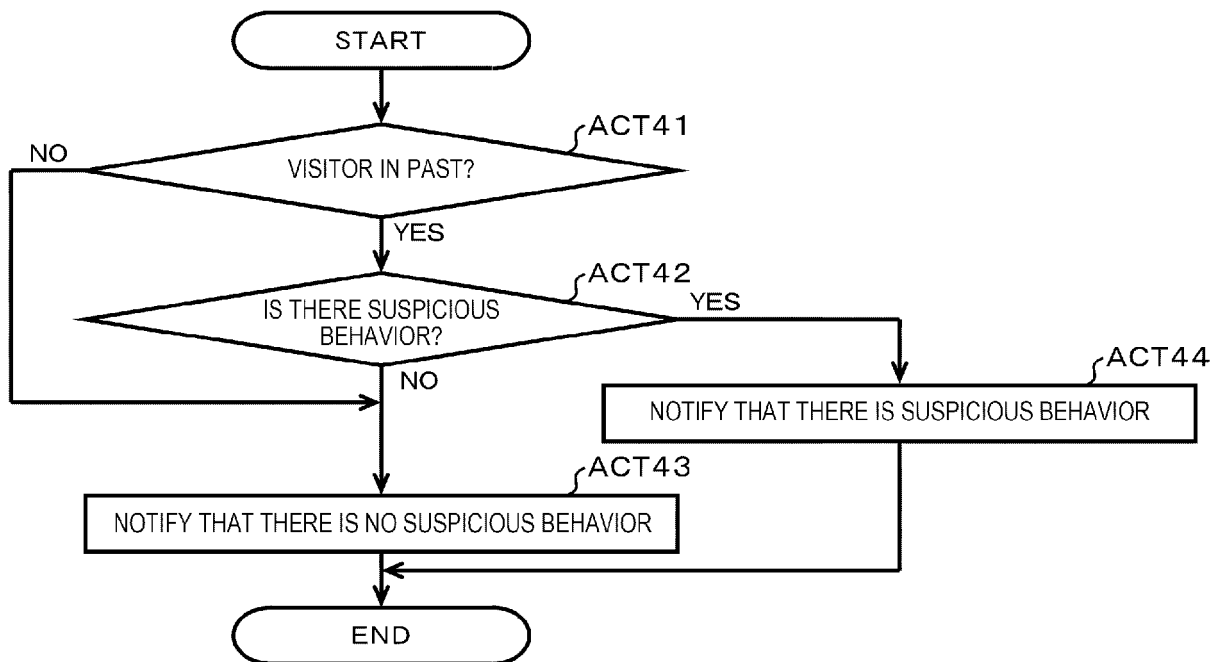 START
ACT41
NO
VISITOR IN PAST?
YES
ACT42
IS THERE SUSPICIOUS
BEHAVIOR?
YES
NO
ACT44
NOTIFY THAT THERE IS SUSPICIOUS BEHAVIOR
ACT43
NOTIFY THAT THERE IS NO SUSPICIOUS BEHAVIOR
END